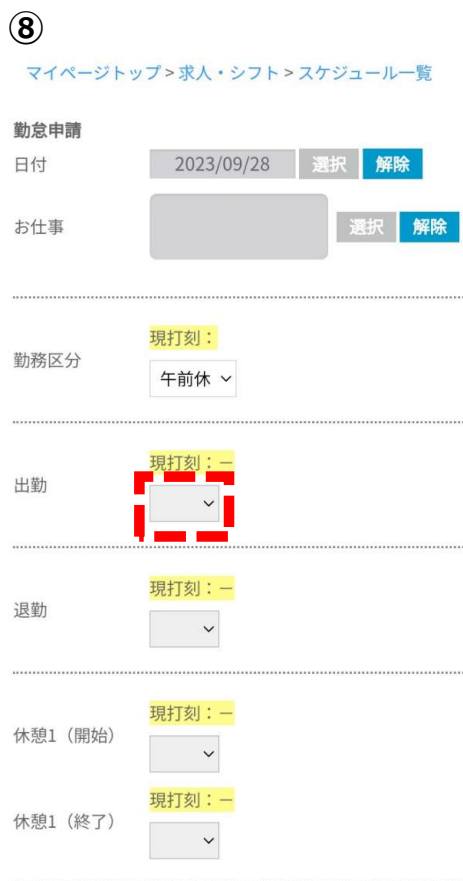 ⑧
マイページトップ > 求人・シフト > スケジュール一覧
勤怠申請
日付 2023/09/28 選択 解除
お仕事 選択 解除
現打刻：
勤務区分
午前休
現打刻：－
出勤
現打刻：－
退勤
現打刻：－
休憩1（開始）
現打刻：－
休憩1（終了）